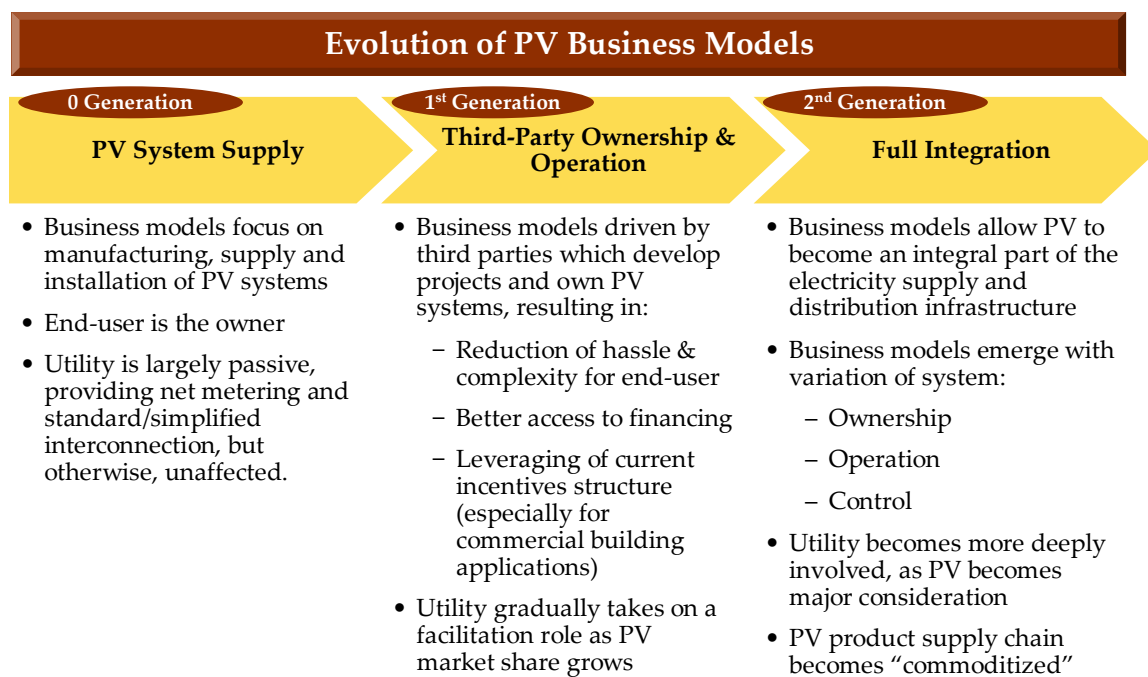 Evolution of PV Business Models
0 Generation
PV System Supply
• Business models focus on
manufacturing, supply and
installation of PV systems
• End-user is the owner
• Utility is largely passive,
providing net metering and
standard/simplified
interconnection, but
otherwise, unaffected.
1st Generation
Third-Party Ownership &
Operation
• Business models driven by
third parties which develop
projects and own PV
systems, resulting in:
– Reduction of hassle &
complexity for end-user
– Better access to financing
– Leveraging of current
incentives structure
(especially for
commercial building
applications)
• Utility gradually takes on a
facilitation role as PV
market share grows
2nd Generation
Full Integration
• Business models allow PV to
become an integral part of the
electricity supply and
distribution infrastructure
• Business models emerge with
variation of system:
– Ownership
– Operation
– Control
• Utility becomes more deeply
involved, as PV becomes
major consideration
• PV product supply chain
becomes “commoditized”